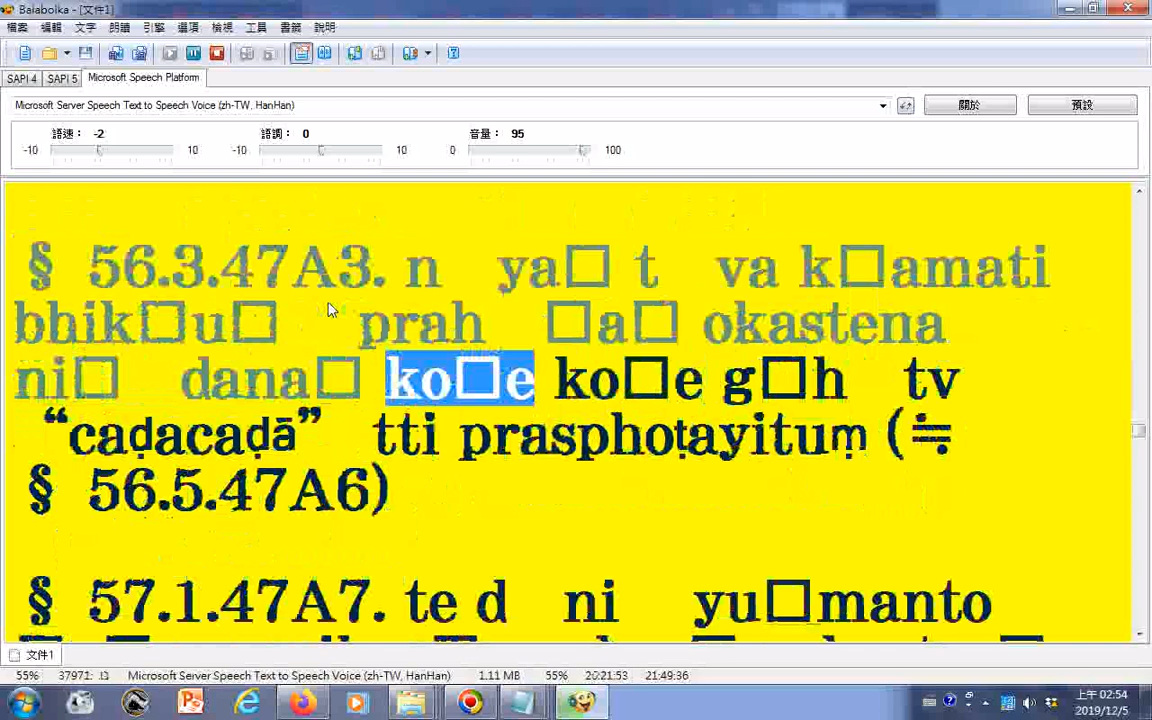 Balabolka - [文件1]
檔案 編輯 文字 朗讀 引擎 選項 檢視 工具 書籤 說明
SAPI 4 SAPI 5 Microsoft Speech Platform
Microsoft Server Speech Text to Speech Voice (zh-TW, HanHan) 關於 預設
語速： -2 語調： 0 音量： 95
-10 10 -10 10 0 100
§ 56.3.47A3. n ya□ t va k□amati
bhik□u□ prah □a□ okastena
ni□ dana□ ko□e ko□e g□h tv
“caḍacaḍā” tti prasphoṭayituṃ (≒
§ 56.5.47A6)
§ 57.1.47A7. te d ni yu□manto
文件1
55% Microsoft Server Speech Text to Speech Voice (zh-TW, HanHan) 1.11 MB 55% 20:21:53 21:49:36
上午 02:54
2019/12/5